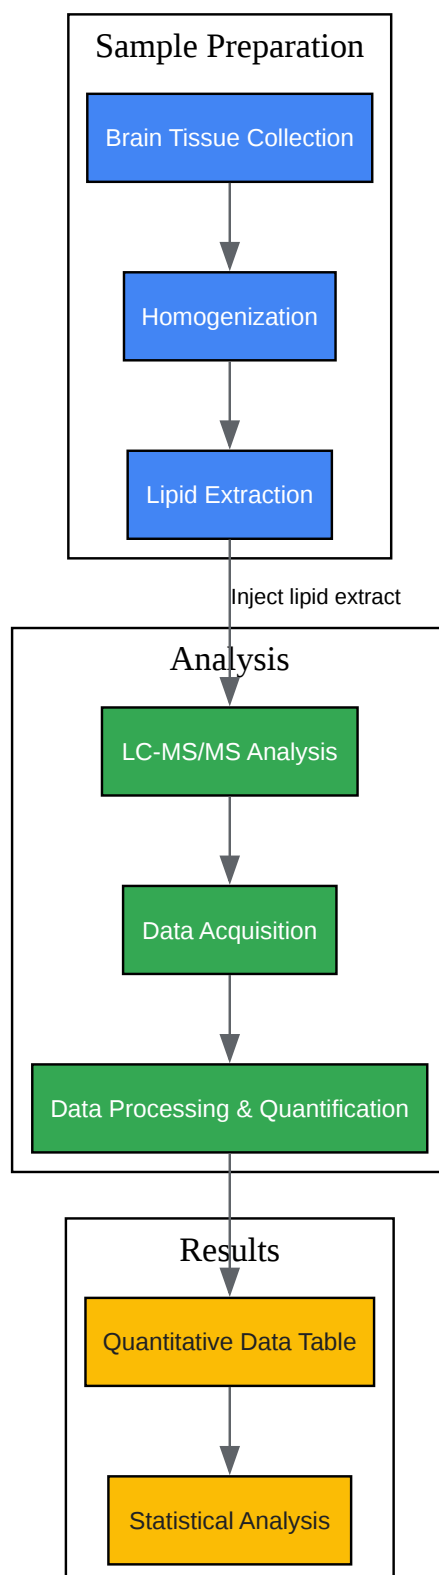 Sample Preparation
Brain Tissue Collection
Homogenization
Lipid Extraction
Inject lipid extract
Analysis
LC-MS/MS Analysis
Data Acquisition
Data Processing & Quantification
Results
Quantitative Data Table
Statistical Analysis